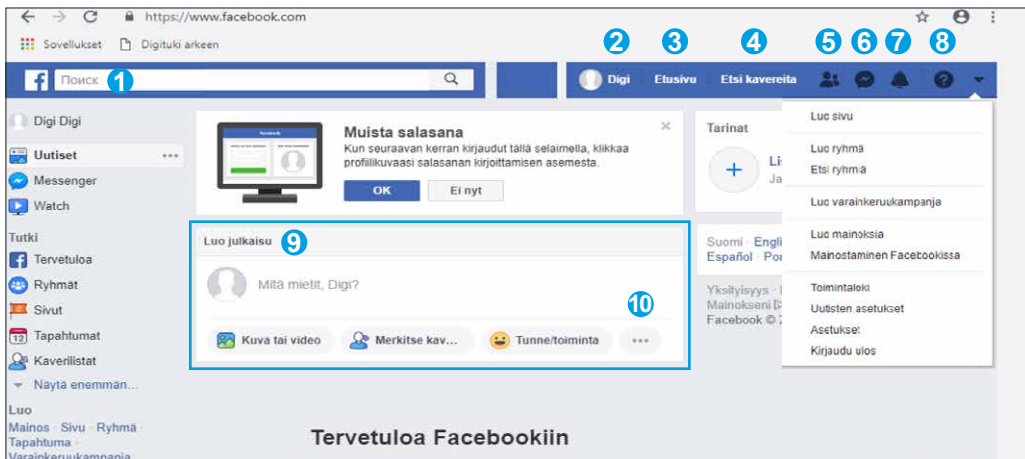 https://www.facebook.com
Sovellukset Digituki arkeen
2 3 4 5 6 7 8
f Поиск 1 Digi Etusivu Etsi kavereita
Digi Digi
Uutiset
Messenger
Watch
Tutki
Tervetuloa
Ryhmät
Sivut
12 Tapahtumat
Kaverilistat
Näytä enemmän...
Luo
Mainos · Sivu · Ryhmä ·
Tapahtuma ·
Varainkeruukampanja
Muista salasana
Kun seuraavan kerran kirjaudut tällä selaimella, klikkaa
profiilikuvaasi salasanan kirjoittamisen asemesta.
OK Ei nyt
Luo julkaisu 9
Mitä mietit, Digi?
10
Kuva tai video Merkitse kav... Tunne/toiminta
Tervetuloa Facebookiin
Tarinat
Suomi ·
Español ·
Yksityisyys ·
Mainokseni
Facebook ©
Luo sivu
Luo ryhmä
Etsi ryhmiä
Luo varainkeruukampanja
Luo mainoksia
Mainostaminen Facebookissa
Toimintaloki
Uutisten asetukset
Asetukset
Kirjaudu ulos